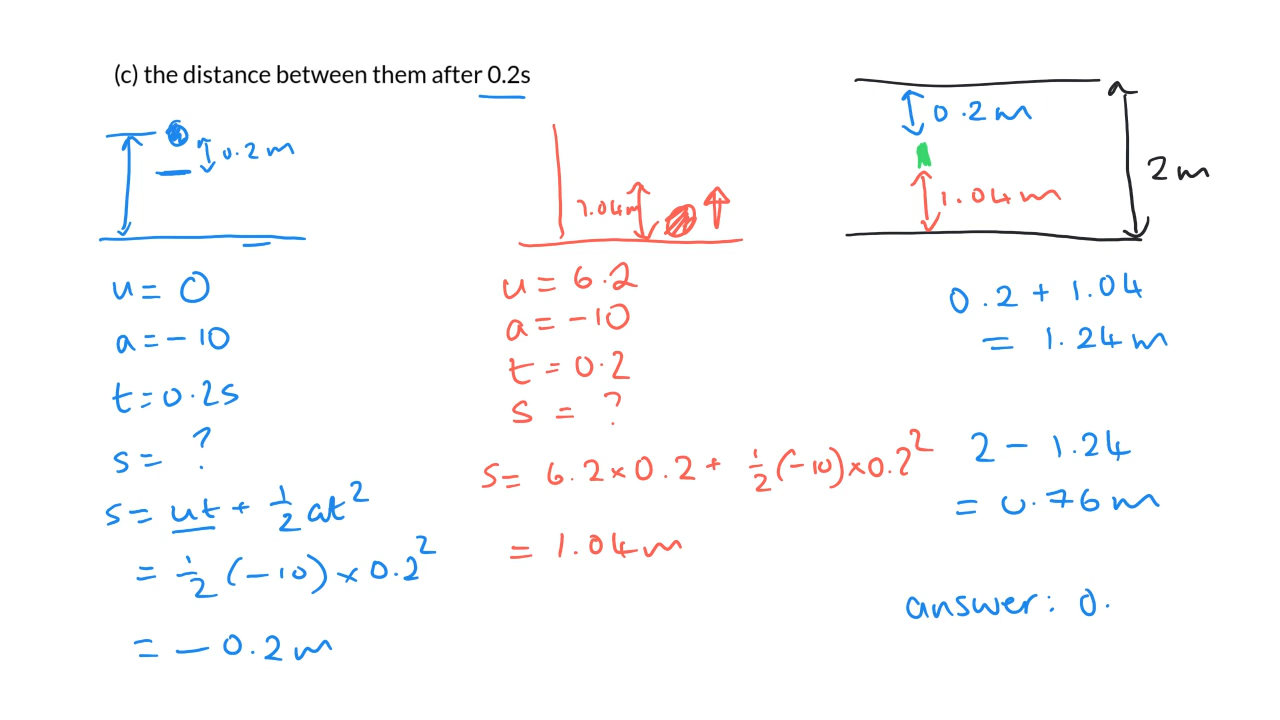 (c) the distance between them after 0.2s
0.2m
u = 0
a = -10
t = 0.2s
s = ?
s = ut + 1/2 at²
= 1/2 (-10) × 0.2²
= - 0.2m
1.04m
u = 6.2
a = -10
t = 0.2
s = ?
s = 6.2 × 0.2 + 1/2 (-10) × 0.2²
= 1.04m
0.2m
1.04m
2m
0.2 + 1.04
= 1.24m
2 - 1.24
= 0.76m
answer: 0.